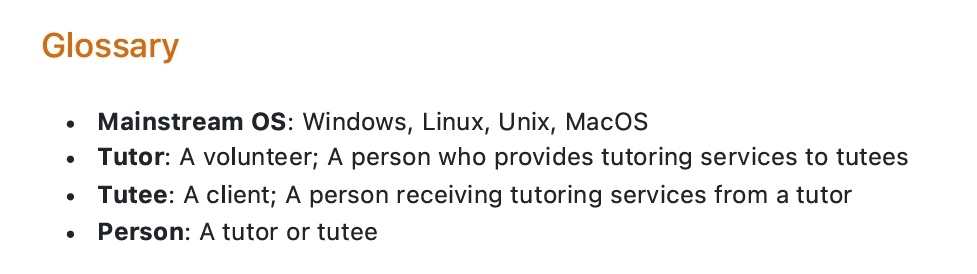 Glossary
• Mainstream OS: Windows, Linux, Unix, MacOS
• Tutor: A volunteer; A person who provides tutoring services to tutees
• Tutee: A client; A person receiving tutoring services from a tutor
• Person: A tutor or tutee